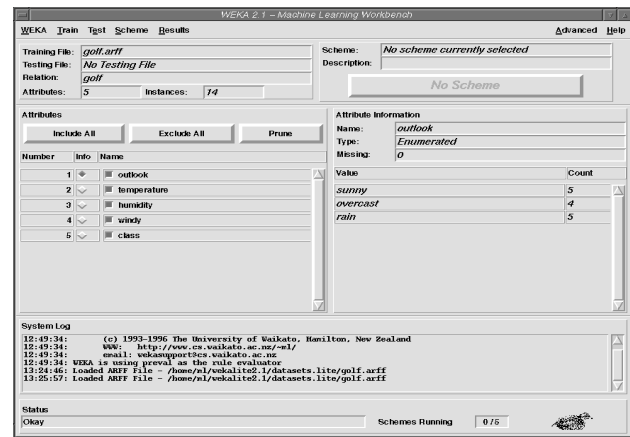 WEKA 2.1 – Machine Learning Workbench
WEKA Train Test Scheme Results Advanced Help
Training File: golf.arff
Testing File: No Testing File
Relation: golf
Attributes: 5 Instances: 14
Scheme: No scheme currently selected
Description:
No Scheme
Attributes
Include All Exclude All Prune
Number Info Name
1 outlook
2 temperature
3 humidity
4 windy
5 class
Attribute Information
Name: outlook
Type: Enumerated
Missing: 0
Value Count
sunny 5
overcast 4
rain 5
System Log
12:49:34: (c) 1993-1996 The University of Waikato, Hamilton, New Zealand
12:49:34: WWW: http://www.cs.waikato.ac.nz/~ml/
12:49:34: email: wekasupport@cs.waikato.ac.nz
12:49:34: WEKA is using preval as the rule evaluator
13:24:46: Loaded ARFF File - /home/ml/wekalite2.1/datasets.lite/golf.arff
13:25:57: Loaded ARFF File - /home/ml/wekalite2.1/datasets.lite/golf.arff
Status
Okay Schemes Running 0/5